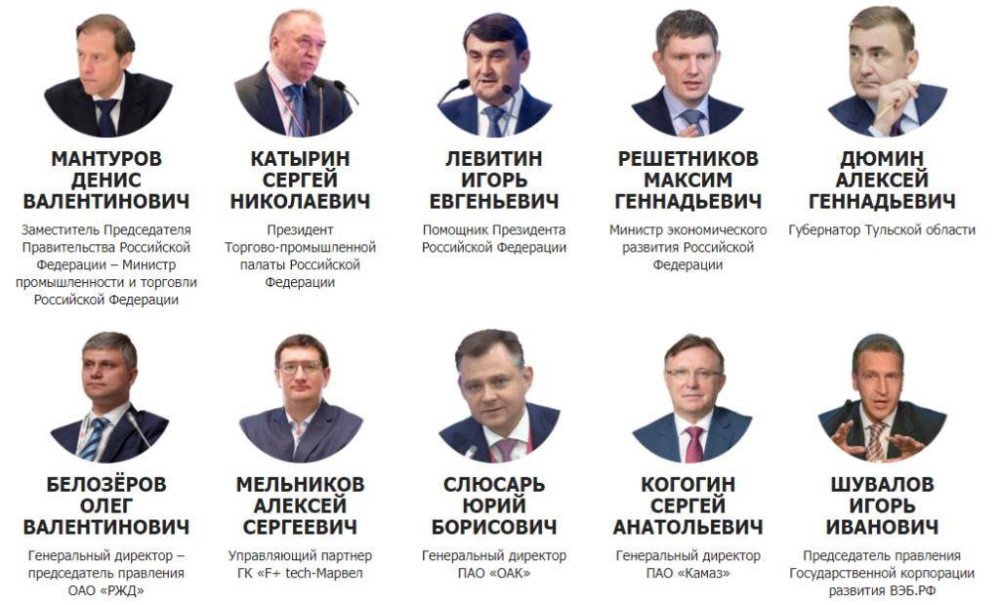 МАНТУРОВ
ДЕНИС
ВАЛЕНТИНОВИЧ
Заместитель Председателя
Правительства Российской
Федерации – Министр
промышленности и торговли
Российской Федерации
КАТЫРИН
СЕРГЕЙ
НИКОЛАЕВИЧ
Президент
Торгово-промышленной
палаты Российской
Федерации
ЛЕВИТИН
ИГОРЬ
ЕВГЕНЬЕВИЧ
Помощник Президента
Российской Федерации
РЕШЕТНИКОВ
МАКСИМ
ГЕННАДЬЕВИЧ
Министр экономического
развития Российской
Федерации
ДЮМИН
АЛЕКСЕЙ
ГЕННАДЬЕВИЧ
Губернатор Тульской области
БЕЛОЗЁРОВ
ОЛЕГ
ВАЛЕНТИНОВИЧ
Генеральный директор –
председатель правления
ОАО «РЖД»
МЕЛЬНИКОВ
АЛЕКСЕЙ
СЕРГЕЕВИЧ
Управляющий партнер
ГК «F+ tech-Марвел
СЛЮСАРЬ
ЮРИЙ
БОРИСОВИЧ
Генеральный директор
ПАО «ОАК»
КОГОГИН
СЕРГЕЙ
АНАТОЛЬЕВИЧ
Генеральный директор
ПАО «Камаз»
ШУВАЛОВ
ИГОРЬ
ИВАНОВИЧ
Председатель правления
Государственной корпорации
развития ВЭБ.РФ